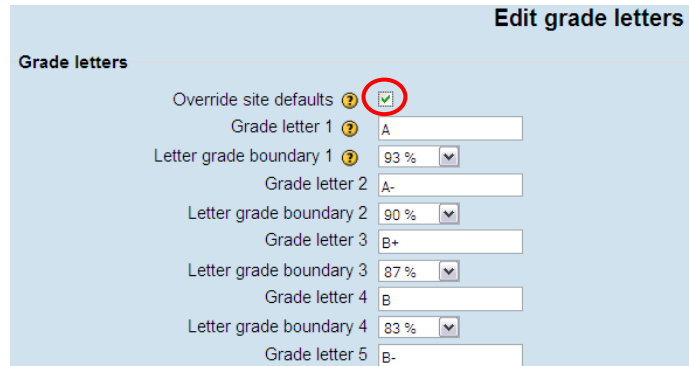 Edit grade letters
Grade letters
Override site defaults ?
Grade letter 1 ? A
Letter grade boundary 1 ? 93 %
Grade letter 2 A-
Letter grade boundary 2 90 %
Grade letter 3 B+
Letter grade boundary 3 87 %
Grade letter 4 B
Letter grade boundary 4 83 %
Grade letter 5 B-